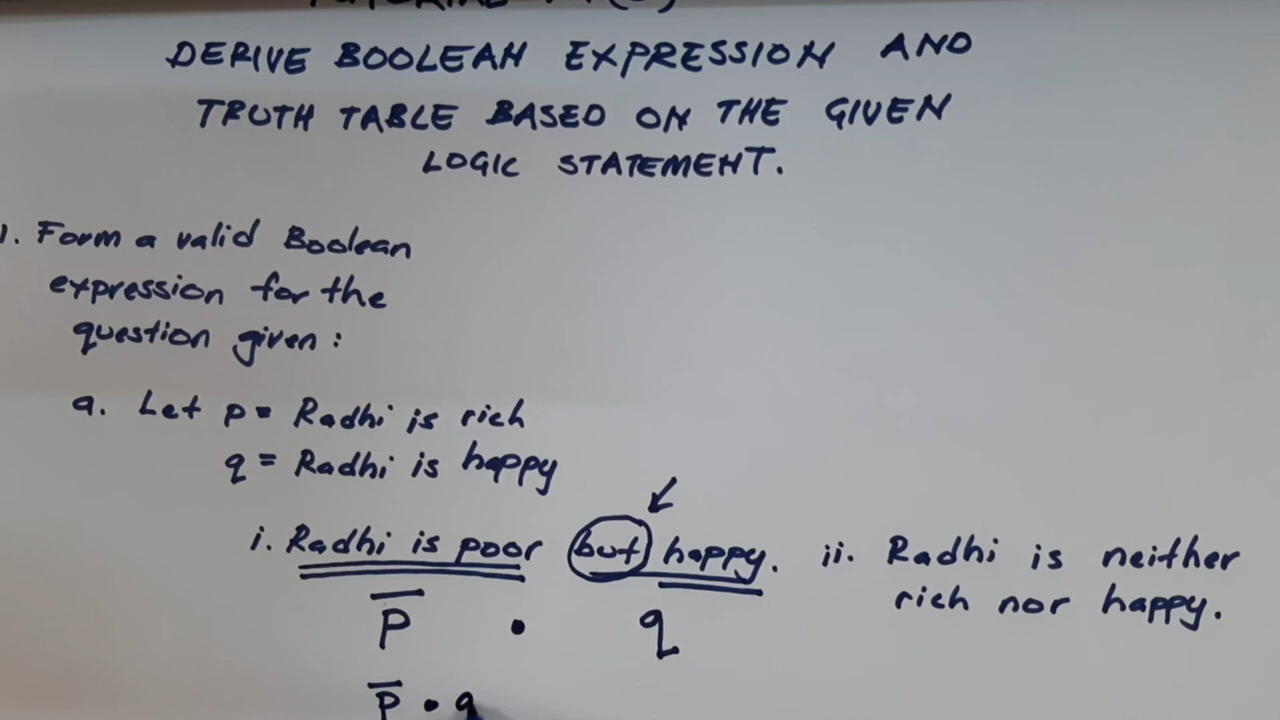 DERIVE BOOLEAN EXPRESSION AND
TRUTH TABLE BASED ON THE GIVEN
LOGIC STATEMENT.
1. Form a valid Boolean
expression for the
question given:
a. Let p = Radhi is rich
q = Radhi is happy
i. Radhi is poor but happy.
p̅ • q
p̅ • q
ii. Radhi is neither
rich nor happy.